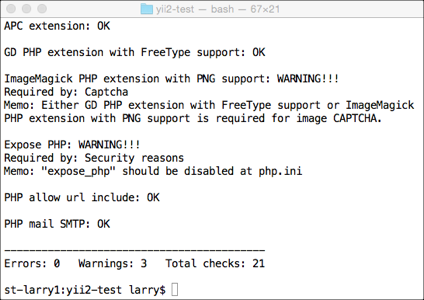 yii2-test — bash — 67×21
APC extension: OK
GD PHP extension with FreeType support: OK
ImageMagick PHP extension with PNG support: WARNING!!!
Required by: Captcha
Memo: Either GD PHP extension with FreeType support or ImageMagick
PHP extension with PNG support is required for image CAPTCHA.
Expose PHP: WARNING!!!
Required by: Security reasons
Memo: "expose_php" should be disabled at php.ini
PHP allow url include: OK
PHP mail SMTP: OK
------------------------------------------
Errors: 0   Warnings: 3   Total checks: 21
st-larry1:yii2-test larry$